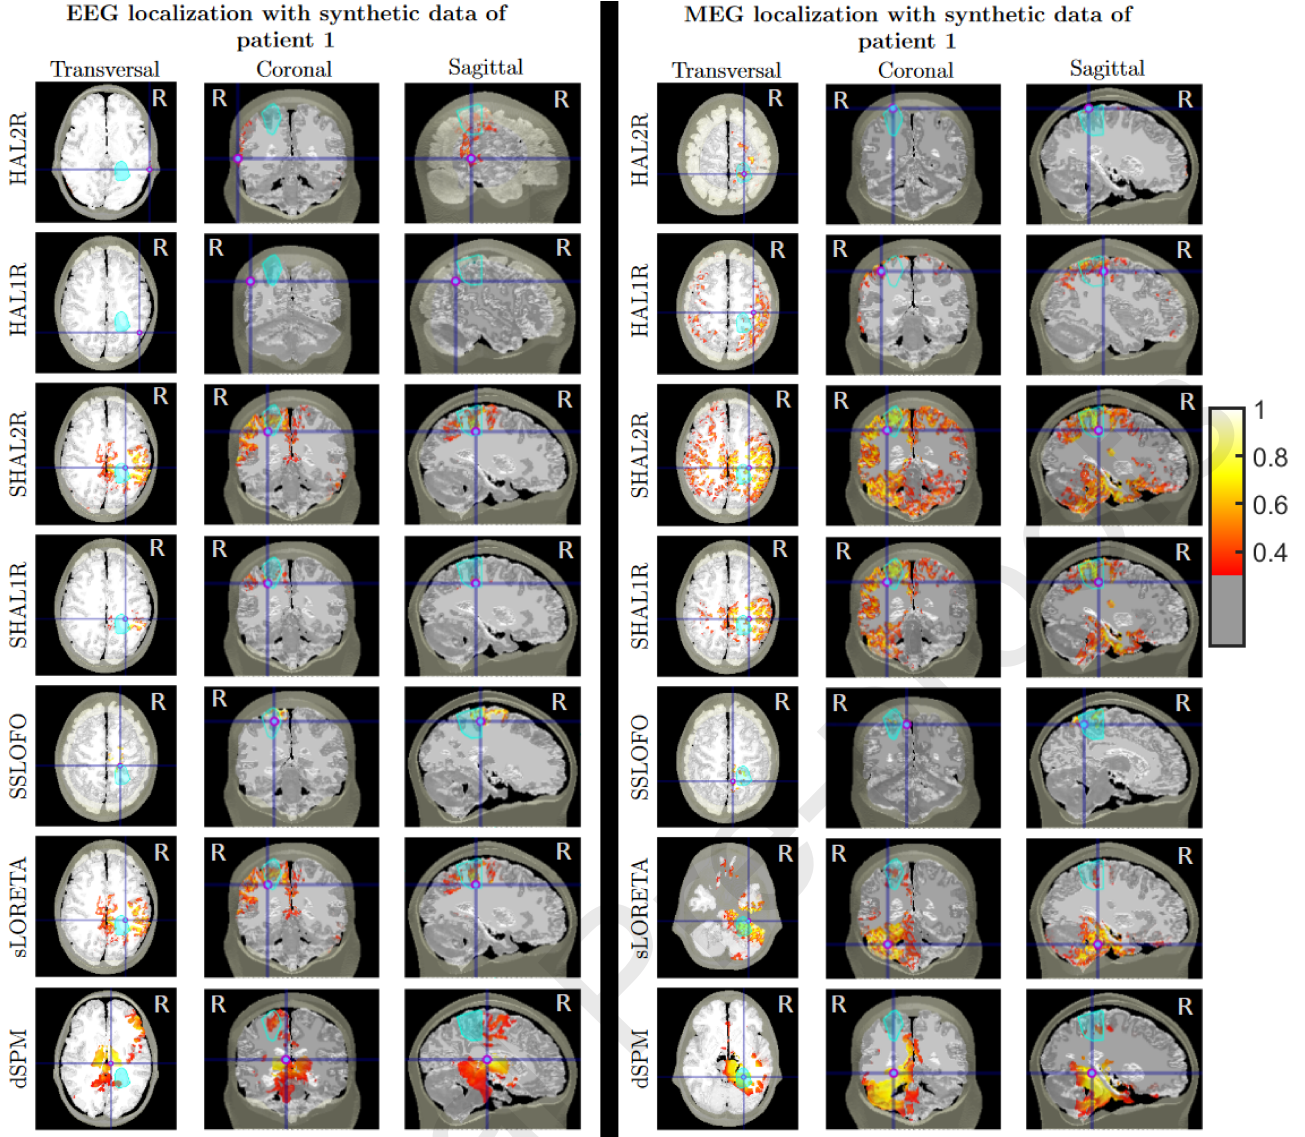 EEG localization with synthetic data of
patient 1
Transversal Coronal Sagittal
HAL2R R R R
HAL1R R R R
SHAL2R R R R
SHAL1R R R R
SSLOFO R R R
sLORETA R R R
dSPM R R R
MEG localization with synthetic data of
patient 1
Transversal Coronal Sagittal
HAL2R R R R
HAL1R R R R
SHAL2R R R R
SHAL1R R R R
SSLOFO R R R
sLORETA R R R
dSPM R R R
1
0.8
0.6
0.4